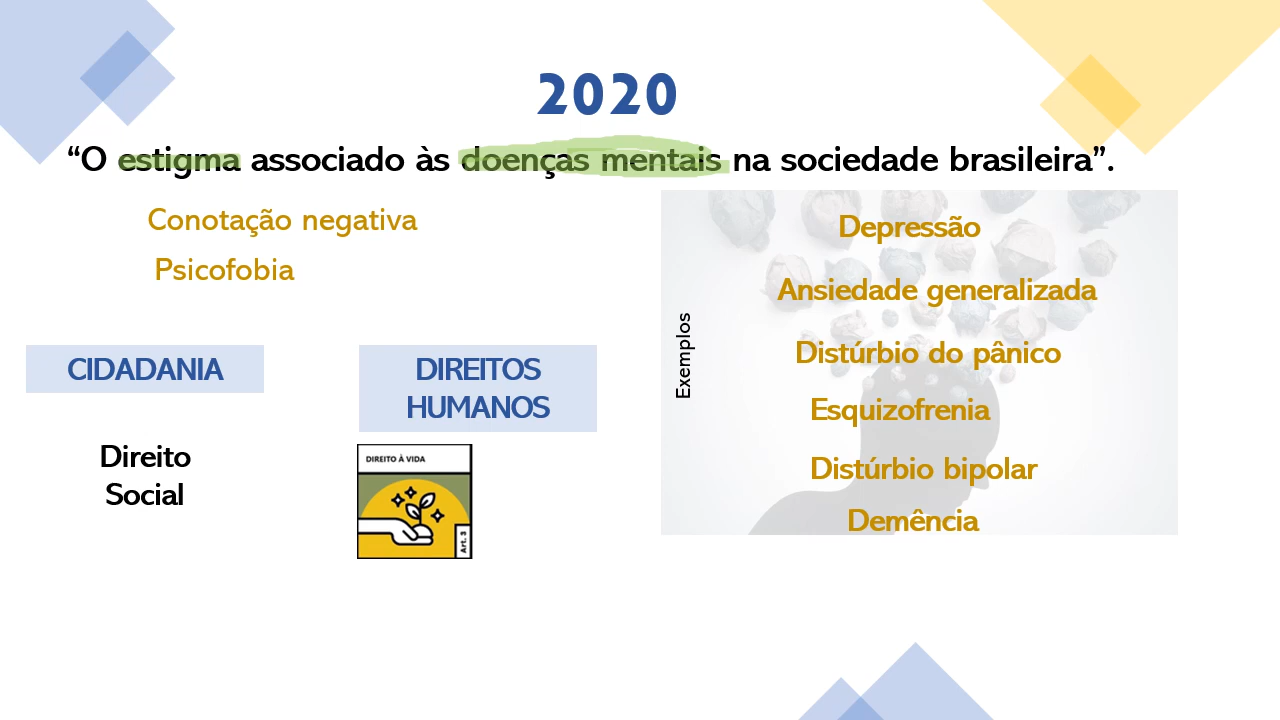 2020
“O estigma associado às doenças mentais na sociedade brasileira”.
Conotação negativa
Psicofobia
CIDADANIA
Direito
Social
DIREITOS
HUMANOS
DIREITO À VIDA
Art. 3
Exemplos
Depressão
Ansiedade generalizada
Distúrbio do pânico
Esquizofrenia
Distúrbio bipolar
Demência